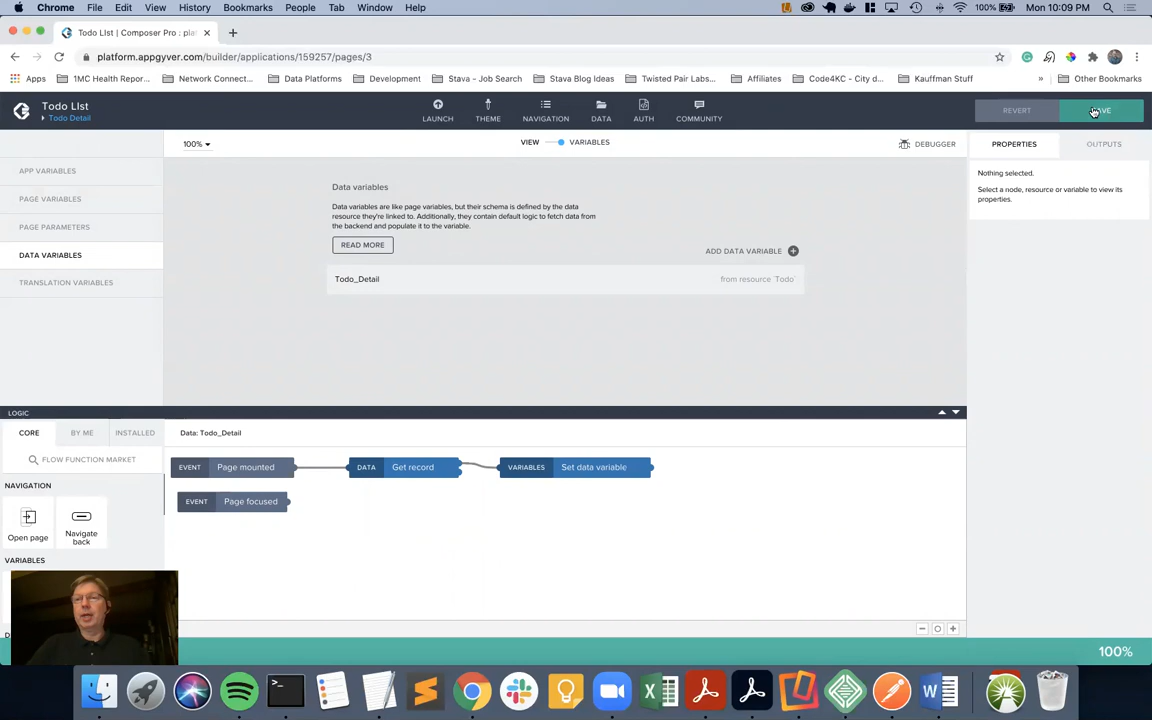 Chrome File Edit View History Bookmarks People Tab Window Help 100% Mon 10:09 PM
Todo LIst | Composer Pro : pla
platform.appgyver.com/builder/applications/159257/pages/3
Apps 1MC Health Repor... Network Connect... Data Platforms Development Stava - Job Search Stava Blog Ideas Twisted Pair Labs... Affiliates Code4KC - City d... Kauffman Stuff » Other Bookmarks
Todo LIst
Todo Detail
LAUNCH THEME NAVIGATION DATA AUTH COMMUNITY
REVERT
100% VIEW VARIABLES DEBUGGER PROPERTIES OUTPUTS
APP VARIABLES
PAGE VARIABLES
PAGE PARAMETERS
DATA VARIABLES
TRANSLATION VARIABLES
Data variables
Data variables are like page variables, but their schema is defined by the data
resource they're linked to. Additionally, they contain default logic to fetch data from
the backend and populate it to the variable.
READ MORE
ADD DATA VARIABLE
Todo_Detail from resource 'Todo'
Nothing selected.
Select a node, resource or variable to view its
properties.
LOGIC
CORE BY ME INSTALLED
Data: Todo_Detail
FLOW FUNCTION MARKET
NAVIGATION
Open page
Navigate
back
VARIABLES
EVENT Page mounted DATA Get record VARIABLES Set data variable
EVENT Page focused
100%